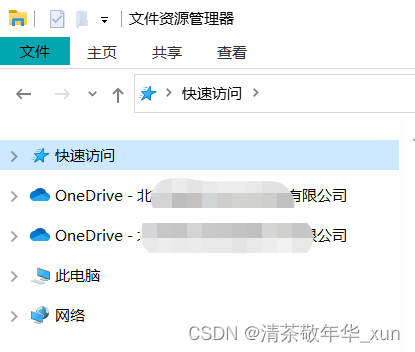 文件资源管理器
文件 主页 共享 查看
快速访问
快速访问
OneDrive - 北 有限公司
OneDrive - 限公司
此电脑
网络
CSDN @清茶敬年华_xun